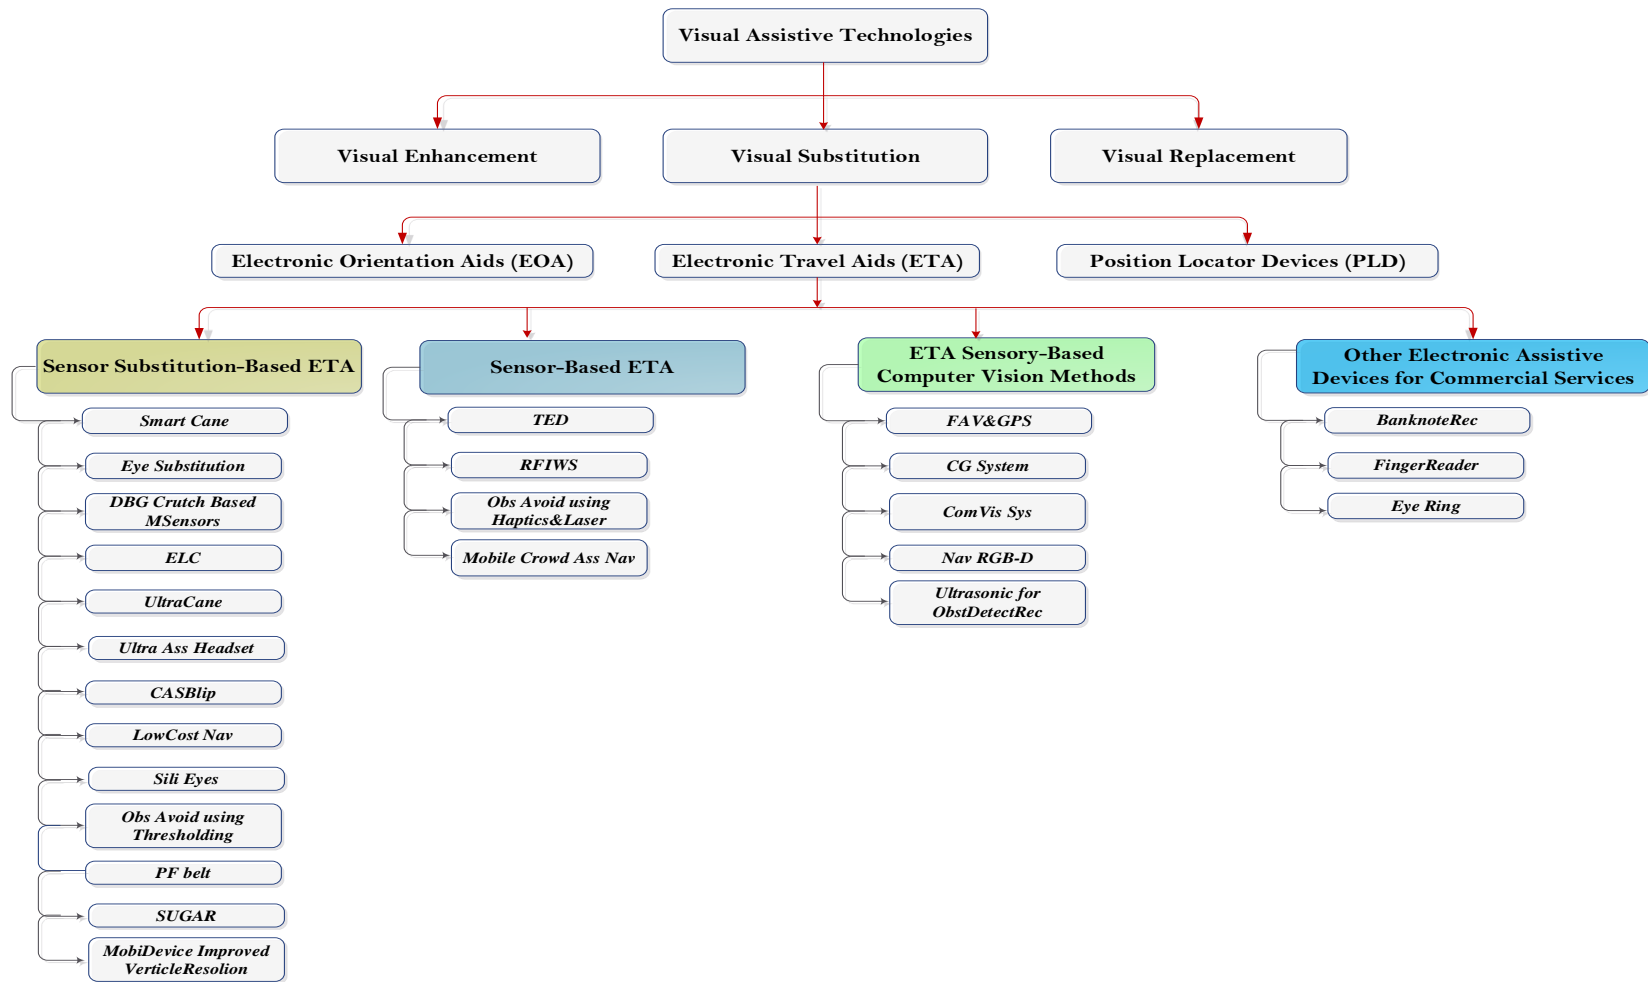 Visual Assistive Technologies
Visual Enhancement
Visual Substitution
Visual Replacement
Electronic Orientation Aids (EOA)
Electronic Travel Aids (ETA)
Position Locator Devices (PLD)
Sensor Substitution-Based ETA
Smart Cane
Eye Substitution
DBG Crutch Based
MSensors
ELC
UltraCane
Ultra Ass Headset
CASBlip
LowCost Nav
Sili Eyes
Obs Avoid using
Thresholding
PF belt
SUGAR
MobiDevice Improved
VerticleResolion
Sensor-Based ETA
TED
RFIWS
Obs Avoid using
Haptics&Laser
Mobile Crowd Ass Nav
ETA Sensory-Based
Computer Vision Methods
FAV&GPS
CG System
ComVis Sys
Nav RGB-D
Ultrasonic for
ObstDetectRec
Other Electronic Assistive
Devices for Commercial Services
BanknoteRec
FingerReader
Eye Ring